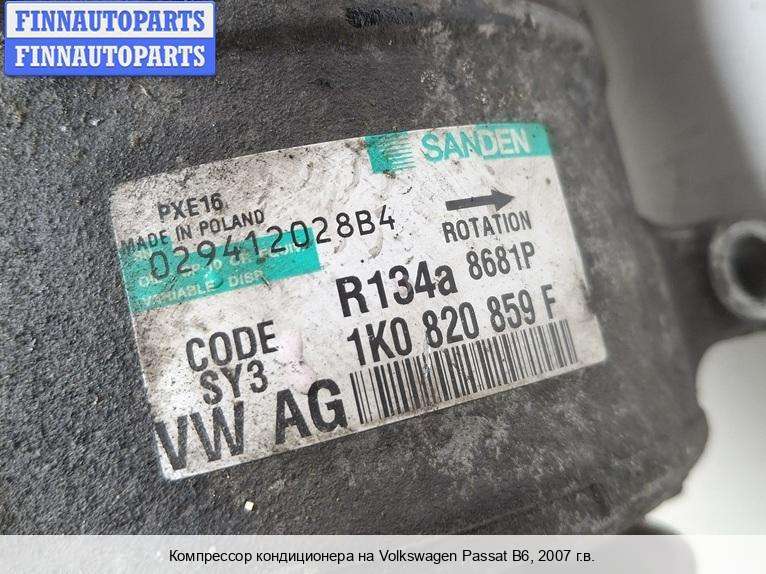 FINNAUTOPARTS
FINNAUTOPARTS
SANDEN
PXE16
MADE IN POLAND
029412028B4
ROTATION
VARIABLE DISP
R134a 8681P
CODE
SY3
1K0 820 859 F
VW AG
Компрессор кондиционера на Volkswagen Passat B6, 2007 г.в.